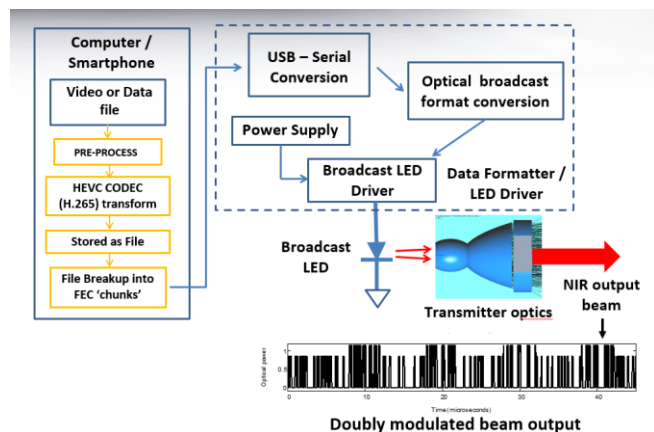 Computer /
Smartphone
Video or Data
file
PRE-PROCESS
HEVC CODEC
(H.265) transform
Stored as File
File Breakup into
FEC 'chunks'
USB – Serial
Conversion
Optical broadcast
format conversion
Power Supply
Broadcast LED
Driver
Data Formatter /
LED Driver
Broadcast
LED
Transmitter optics
NIR output
beam
Optical power
1
0.5
0
0
10
20
30
40
Time (microseconds)
Doubly modulated beam output